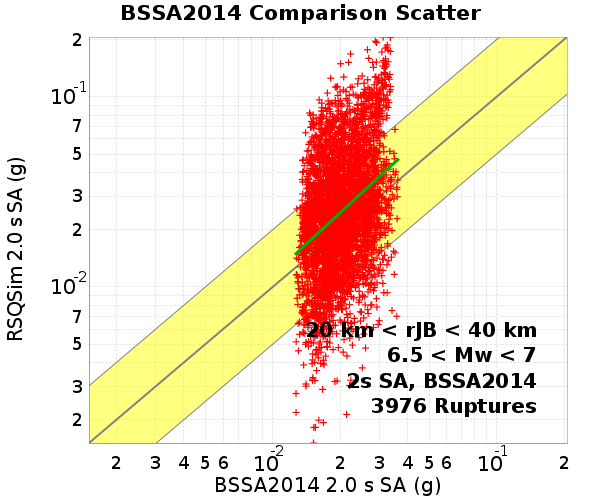 BSSA2014 Comparison Scatter
RSQSim 2.0 s SA (g)
2
10-1
7
5
3
2
10-2
7
5
3
2
20 km < rJB < 40 km
6.5 < Mw < 7
2s SA, BSSA2014
3976 Ruptures
2 3 4 5 6 10-2 2 3 4 5 6 10-1 2
BSSA2014 2.0 s SA (g)